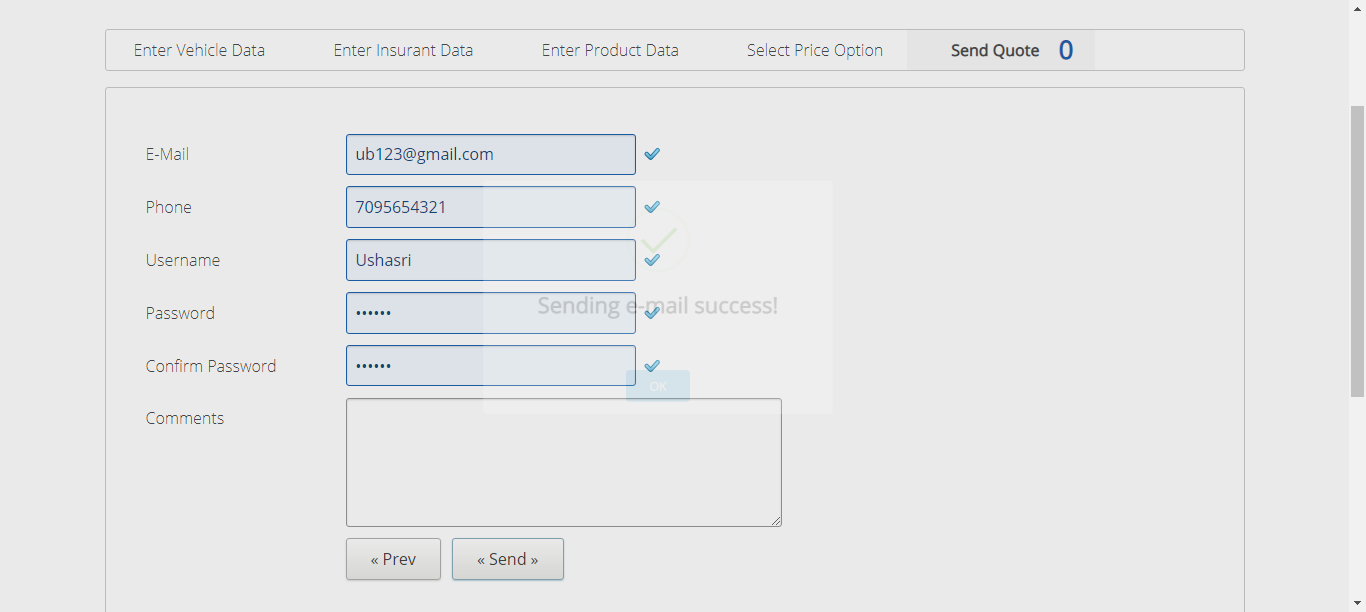 Enter Vehicle Data Enter Insurant Data Enter Product Data Select Price Option Send Quote 0
E-Mail ub123@gmail.com
Phone 7095654321
Username Ushasri
Sending e-mail success!
Password ••••••
Confirm Password ••••••
OK
Comments
« Prev « Send »